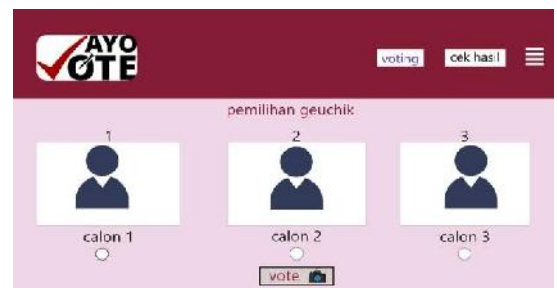 AYO
VOTE
voting
cek hasil
pemilihan geuchik
1 2 3
calon 1 calon 2 calon 3
vote